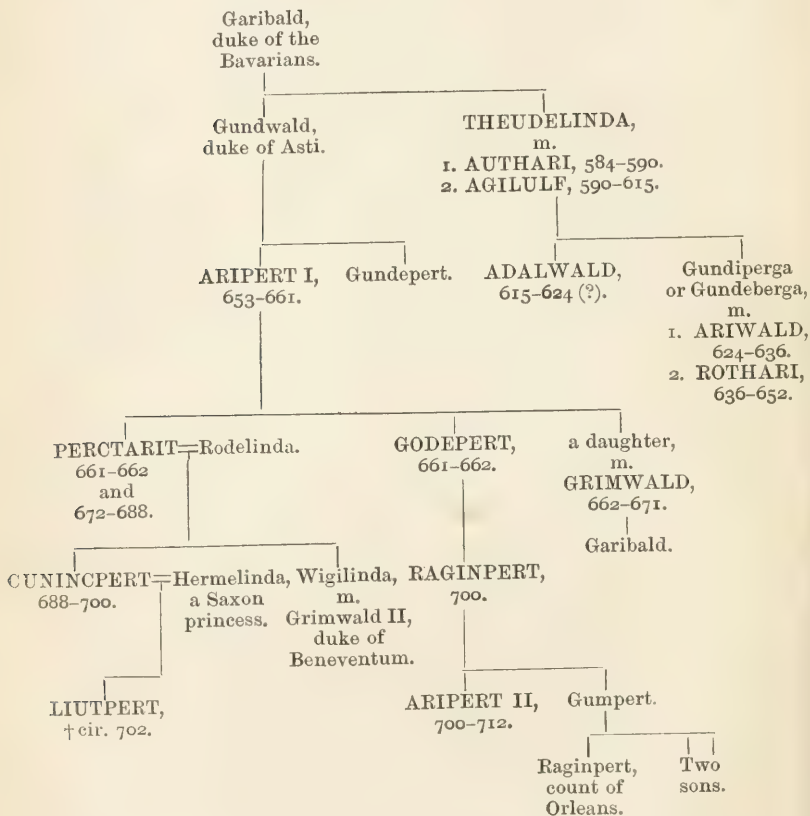 Garibald,
duke of the
Bavarians.
Gundwald,
duke of Asti.
THEUDELINDA,
m.
1. AUTHARI, 584–590.
2. AGILULF, 590–615.
ARIPERT I,
653–661.
Gundepert.
ADALWALD,
615–624 (?).
Gundiperga
or Gundeberga,
m.
1. ARIWALD,
624–636.
2. ROTHARI,
636–652.
PERCTARIT=Rodelinda.
661–662
and
672–688.
GODEPERT,
661–662.
a daughter,
m.
GRIMWALD,
662–671.
Garibald.
CUNINCPERT=Hermelinda,
688–700.
a Saxon
princess.
Wigilinda,
m.
Grimwald II,
duke of
Beneventum.
RAGINPERT,
700.
LIUTPERT,
† cir. 702.
ARIPERT II,
700–712.
Gumpert.
Raginpert,
count of
Orleans.
Two
sons.